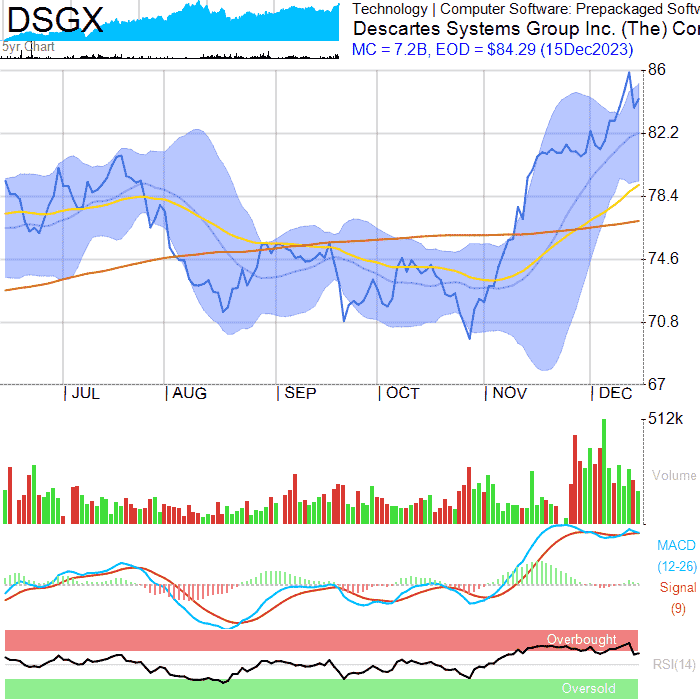 DSGX
5yr. Chart
Technology | Computer Software: Prepackaged Softw
Descartes Systems Group Inc. (The) Co
MC = 7.2B, EOD = $84.29 (15Dec2023)
86
82.2
78.4
74.6
70.8
67
JUL
AUG
SEP
OCT
NOV
DEC
512k
Volume
MACD
(12-26)
Signal
(9)
Overbought
RSI(14)
Oversold